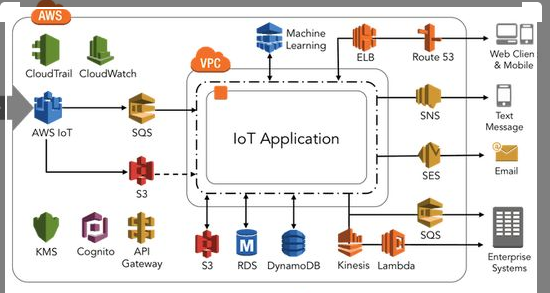 AWS
CloudTrail
CloudWatch
Machine
Learning
ELB
Route 53
Web Clien
& Mobile
VPC
AWS IoT
SQS
IoT Application
SNS
Text
Message
S3
SES
Email
KMS
Cognito
API
Gateway
S3
M
RDS
DynamoDB
Kinesis
Lambda
SQS
Enterprise
Systems